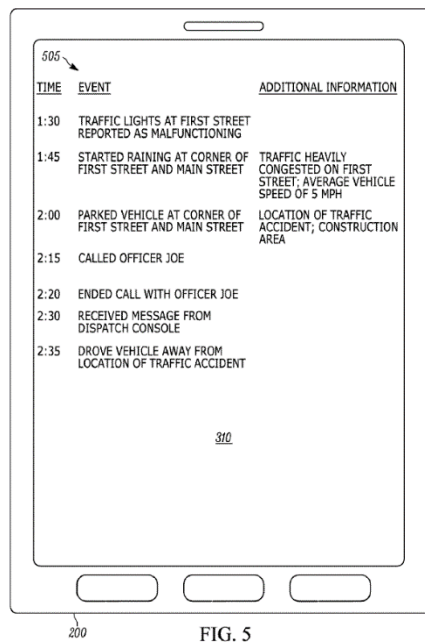 505
TIME EVENT ADDITIONAL INFORMATION
1:30 TRAFFIC LIGHTS AT FIRST STREET
REPORTED AS MALFUNCTIONING
1:45 STARTED RAINING AT CORNER OF TRAFFIC HEAVILY
FIRST STREET AND MAIN STREET CONGESTED ON FIRST
STREET; AVERAGE VEHICLE
SPEED OF 5 MPH
2:00 PARKED VEHICLE AT CORNER OF LOCATION OF TRAFFIC
FIRST STREET AND MAIN STREET ACCIDENT; CONSTRUCTION
AREA
2:15 CALLED OFFICER JOE
2:20 ENDED CALL WITH OFFICER JOE
2:30 RECEIVED MESSAGE FROM
DISPATCH CONSOLE
2:35 DROVE VEHICLE AWAY FROM
LOCATION OF TRAFFIC ACCIDENT
310
200
FIG. 5